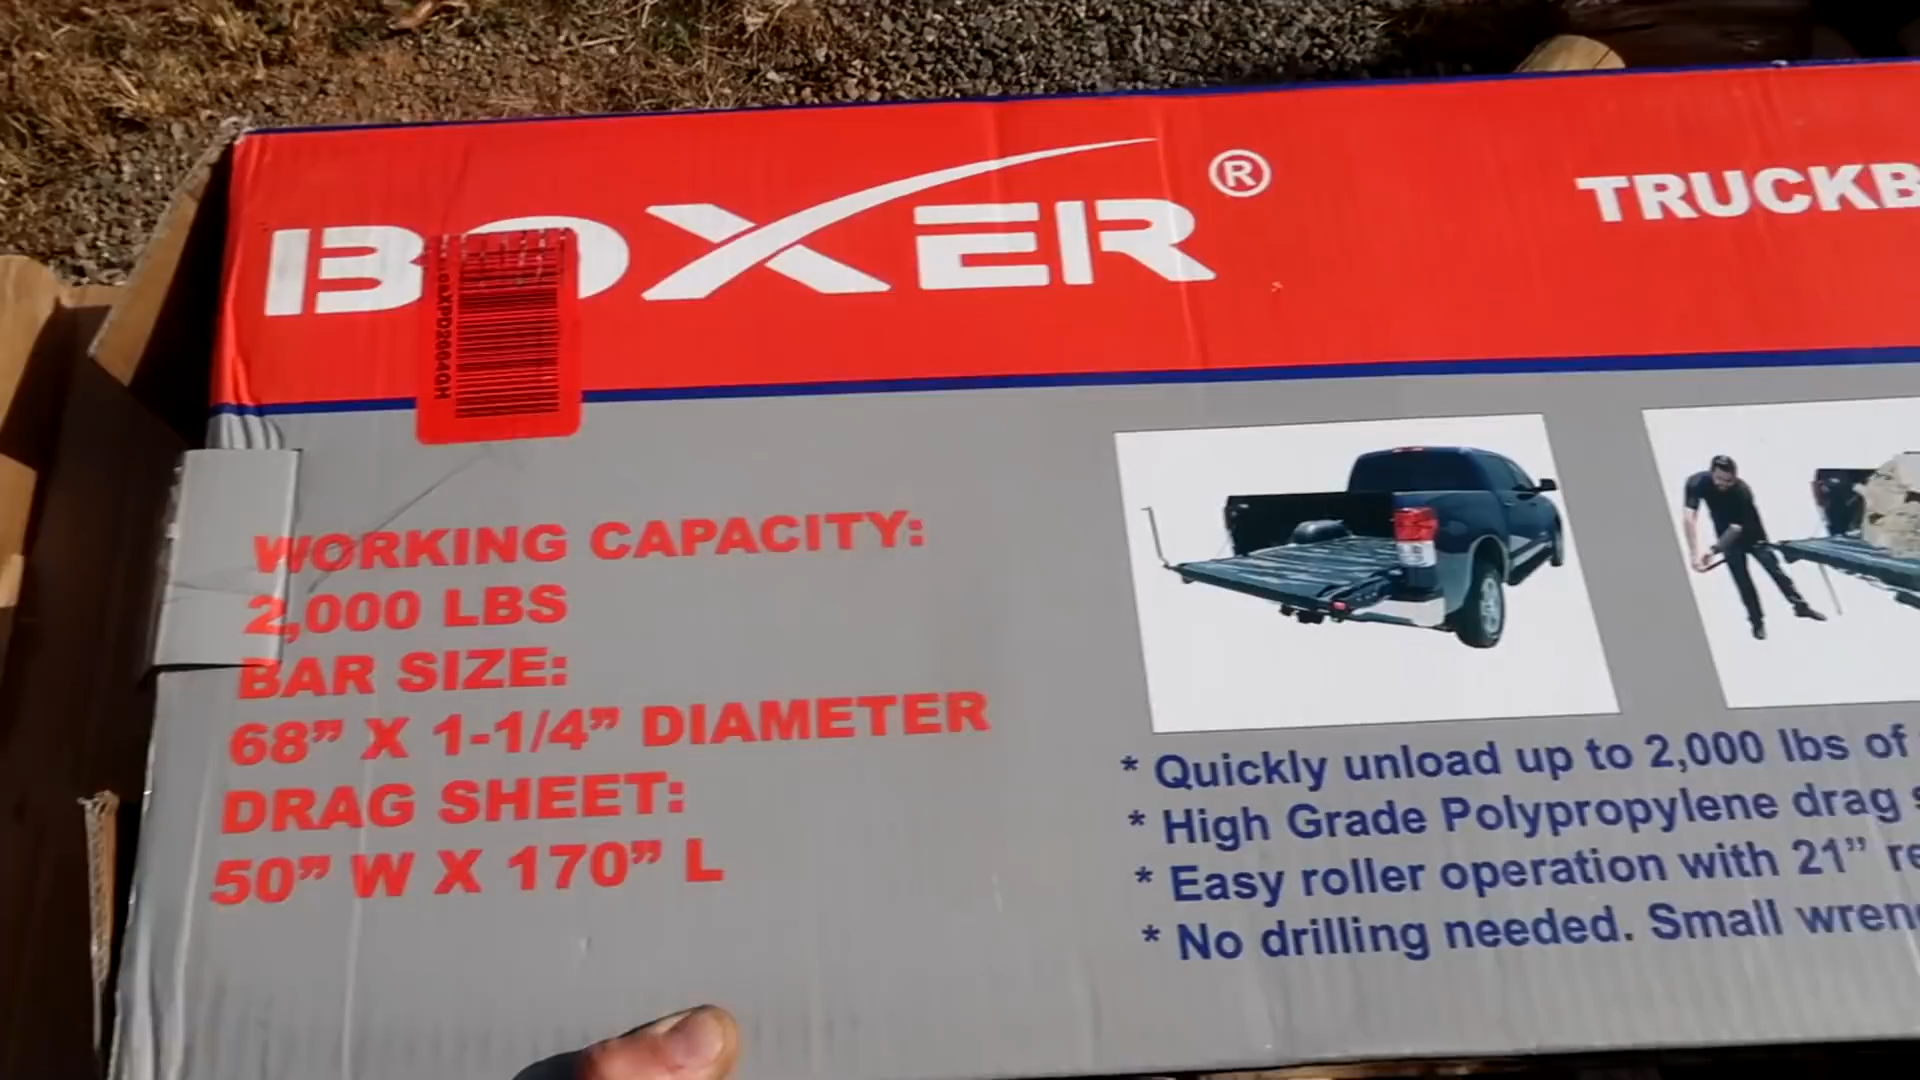 BOXER®
TRUCKB
WORKING CAPACITY:
2,000 LBS
BAR SIZE:
68” X 1-1/4” DIAMETER
DRAG SHEET:
50” W X 170” L
* Quickly unload up to 2,000 lbs of
* High Grade Polypropylene drag s
* Easy roller operation with 21” re
* No drilling needed. Small wren